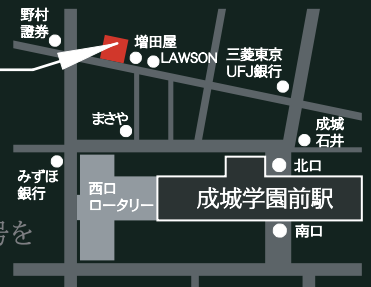 野村
證券
増田屋
LAWSON
三菱東京
UFJ銀行
まさや
成城
石井
みずほ
銀行
西口
ロータリー
北口
成城学園前駅
号を
南口